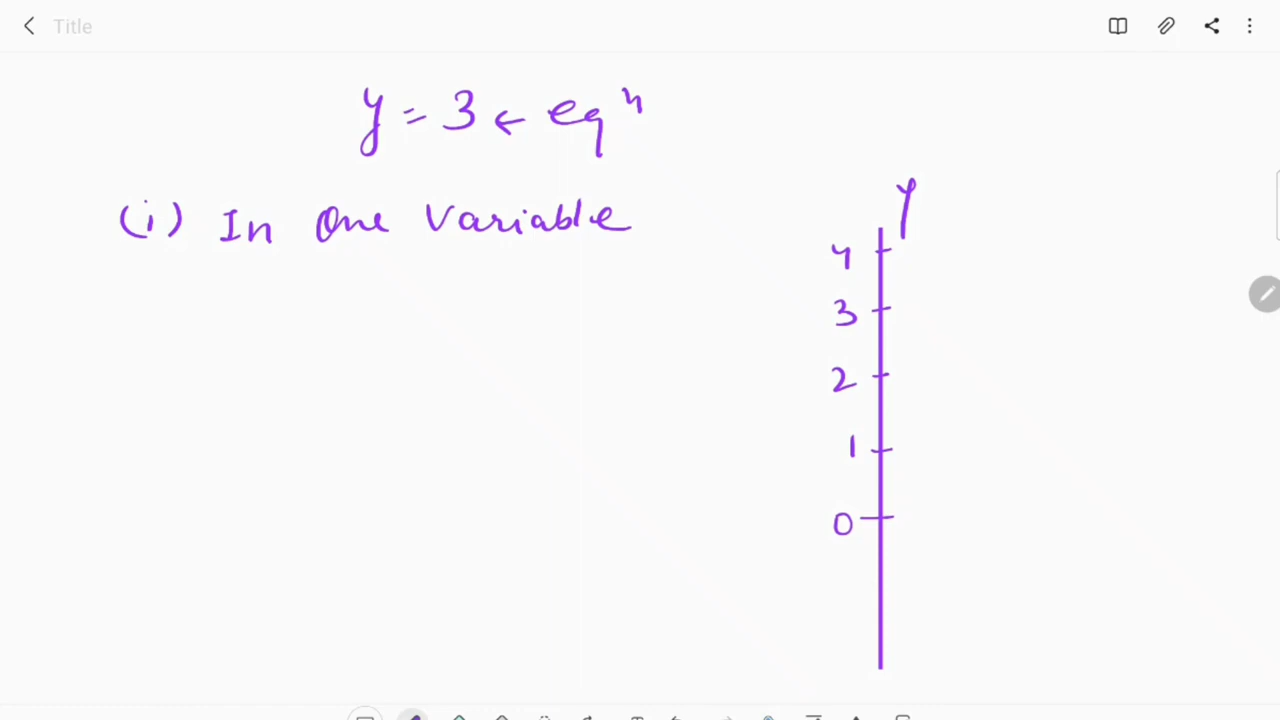 Title
y = 3 ← eqn
(i) In One Variable
Y
4
3
2
1
0